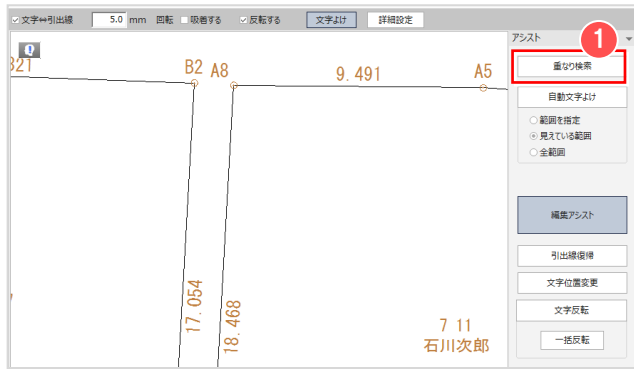 文字⇔引出線 5.0 mm 回転 吸着する 反転する 文字よけ 詳細設定
アシスト
1
重なり検索
自動文字よけ
範囲を指定
見えている範囲
全範囲
編集アシスト
引出線復帰
文字位置変更
文字反転
一括反転
321
B2 A8
9.491
A5
17.054
18.468
7 11
石川次郎